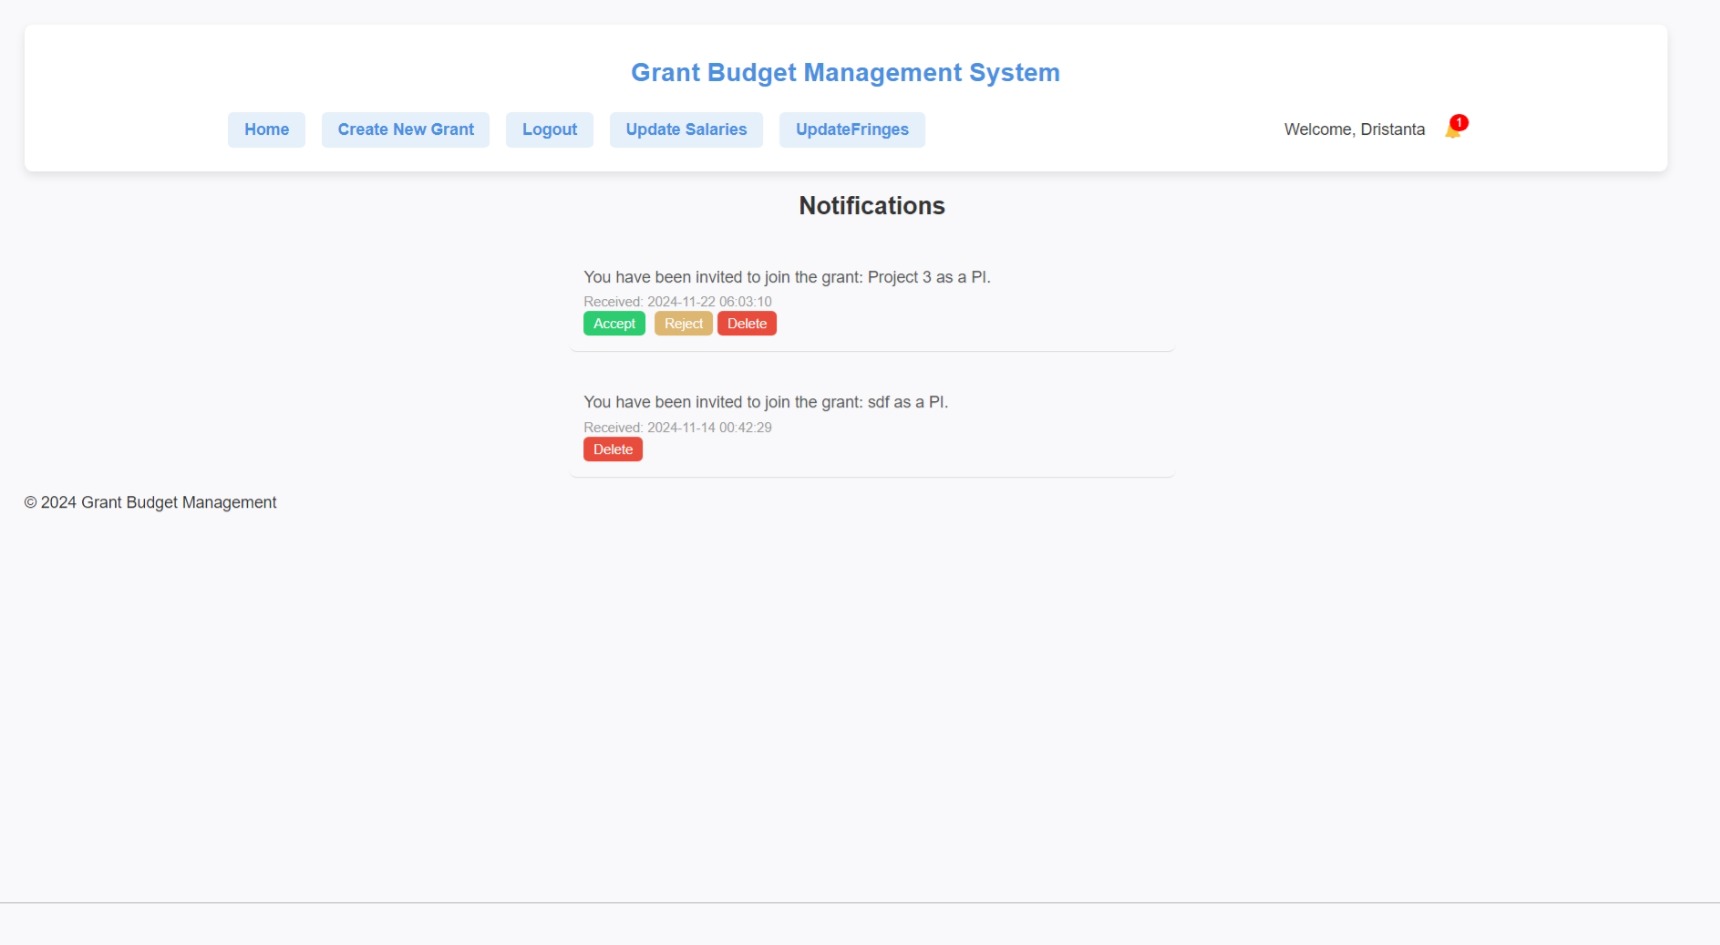 Grant Budget Management System
Home Create New Grant Logout Update Salaries UpdateFringes Welcome, Dristanta 1
Notifications
You have been invited to join the grant: Project 3 as a PI.
Received: 2024-11-22 06:03:10
Accept Reject Delete
You have been invited to join the grant: sdf as a PI.
Received: 2024-11-14 00:42:29
Delete
© 2024 Grant Budget Management